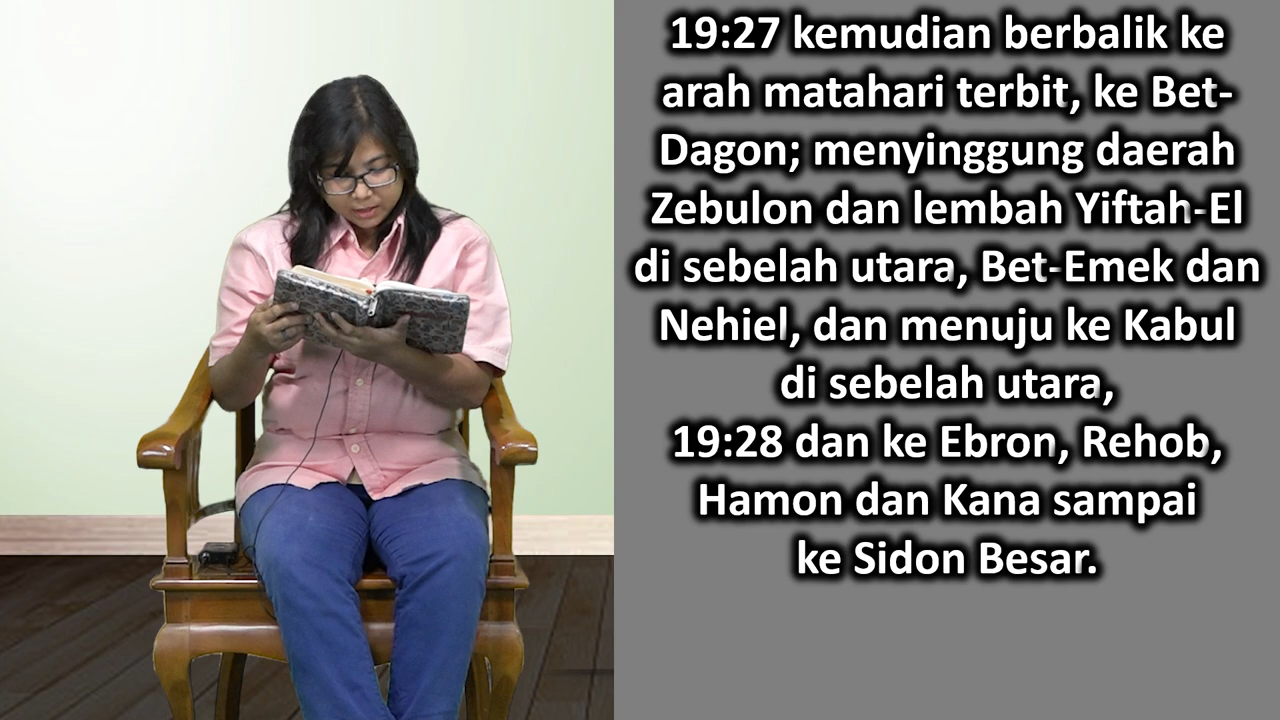 19:27 kemudian berbalik ke
arah matahari terbit, ke Bet-
Dagon; menyinggung daerah
Zebulon dan lembah Yiftah-El
di sebelah utara, Bet-Emek dan
Nehiel, dan menuju ke Kabul
di sebelah utara,
19:28 dan ke Ebron, Rehob,
Hamon dan Kana sampai
ke Sidon Besar.